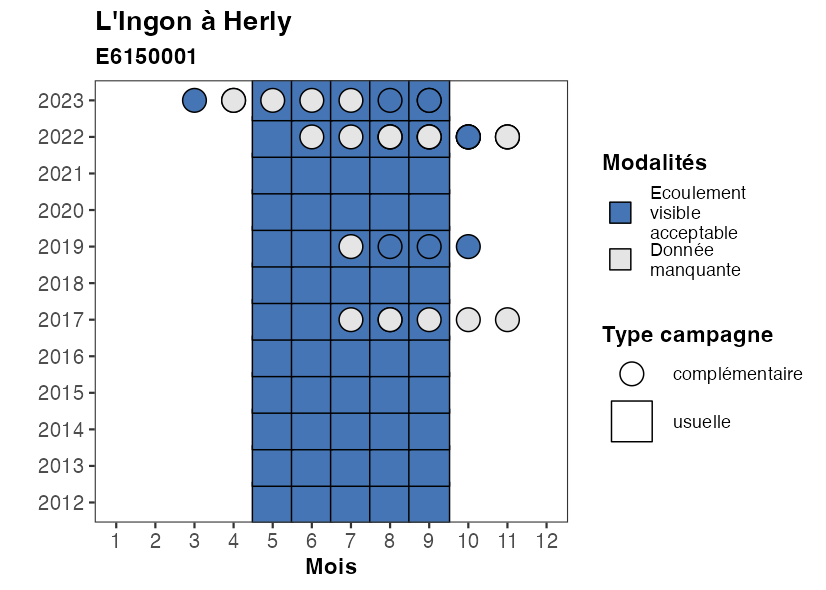 L'Ingon à Herly
E6150001
2023
2022
2021
2020
2019
2018
2017
2016
2015
2014
2013
2012
1 2 3 4 5 6 7 8 9 10 11 12
Mois
Modalités
Ecoulement
visible
acceptable
Donnée
manquante
Type campagne
complémentaire
usuelle